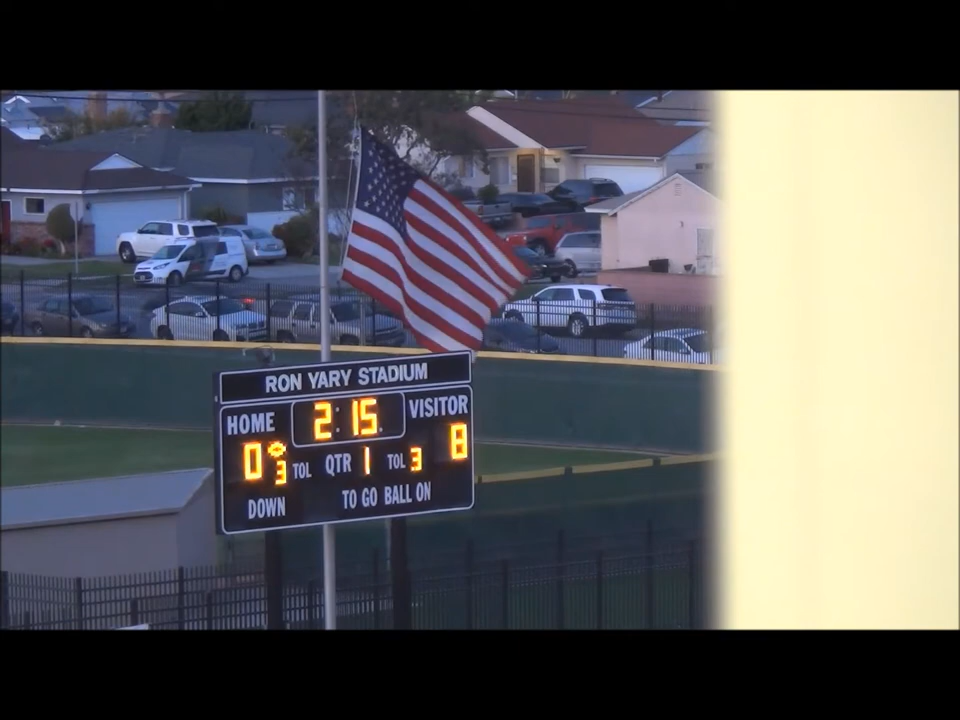 RON YARY STADIUM
HOME 2:15 VISITOR
0 3 TOL QTR 1 TOL 3 8
DOWN TO GO BALL ON